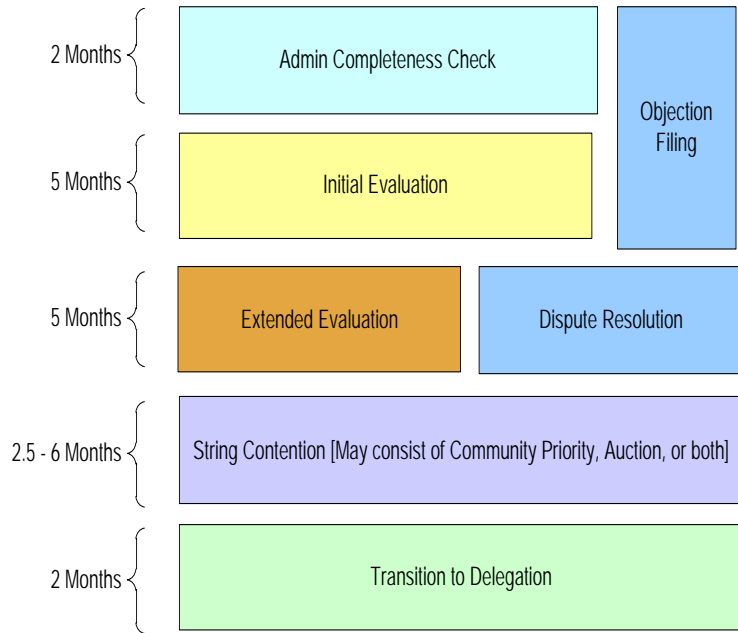 2 Months
Admin Completeness Check
Objection
Filing
5 Months
Initial Evaluation
5 Months
Extended Evaluation
Dispute Resolution
2.5 - 6 Months
String Contention [May consist of Community Priority, Auction, or both]
2 Months
Transition to Delegation